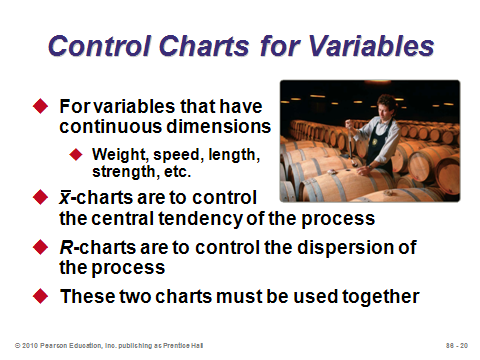 Control Charts for Variables
For variables that have
continuous dimensions
Weight, speed, length,
strength, etc.
x̅-charts are to control
the central tendency of the process
R-charts are to control the dispersion of
the process
These two charts must be used together
© 2010 Pearson Education, Inc. publishing as Prentice Hall
S6 - 20